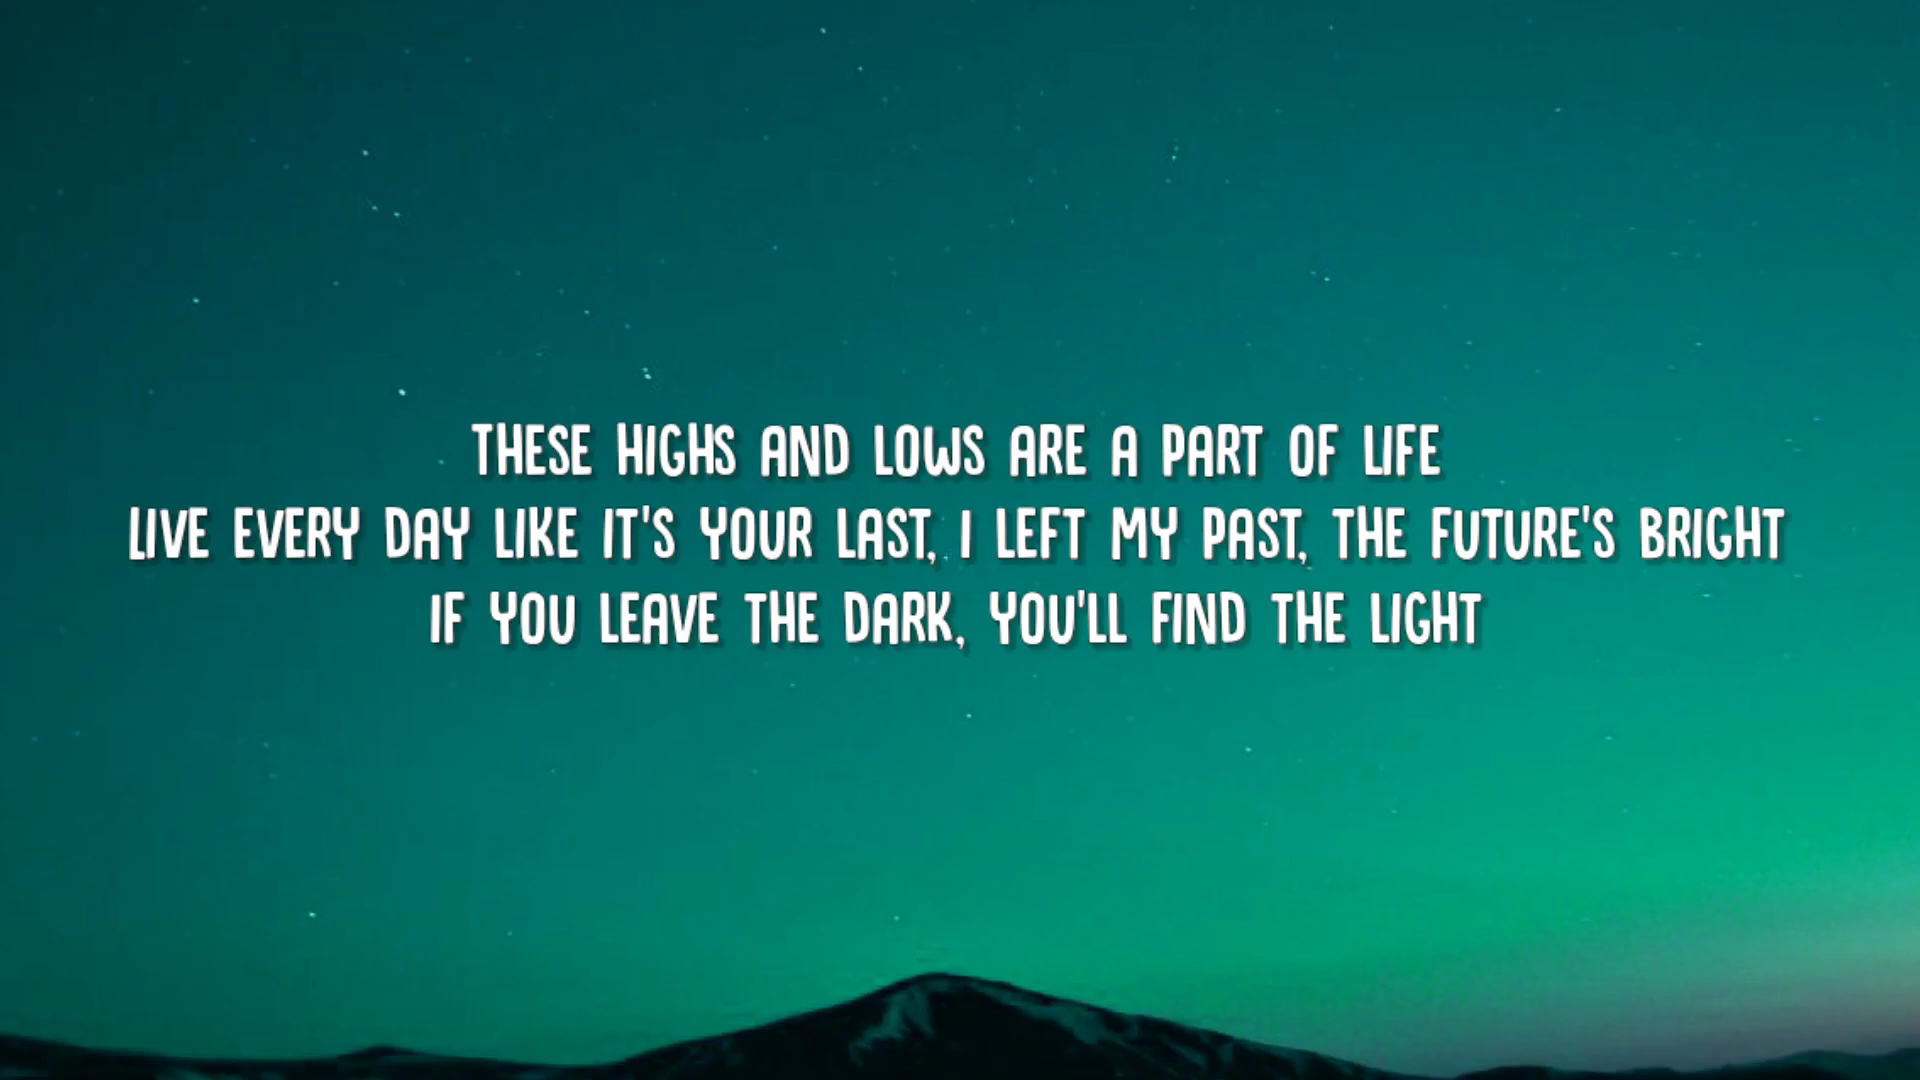 THESE HIGHS AND LOWS ARE A PART OF LIFE
LIVE EVERY DAY LIKE IT'S YOUR LAST, I LEFT MY PAST, THE FUTURE'S BRIGHT
IF YOU LEAVE THE DARK, YOU'LL FIND THE LIGHT